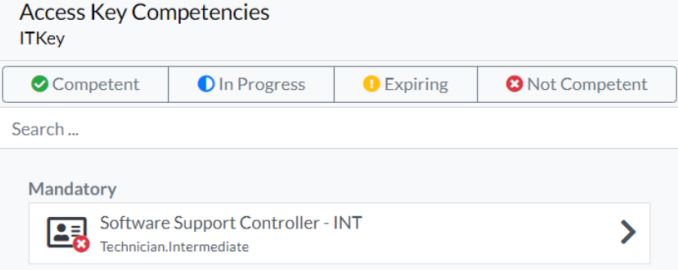 Access Key Competencies
ITKey
Competent In Progress Expiring Not Competent
Search ...
Mandatory
Software Support Controller - INT
Technician.Intermediate